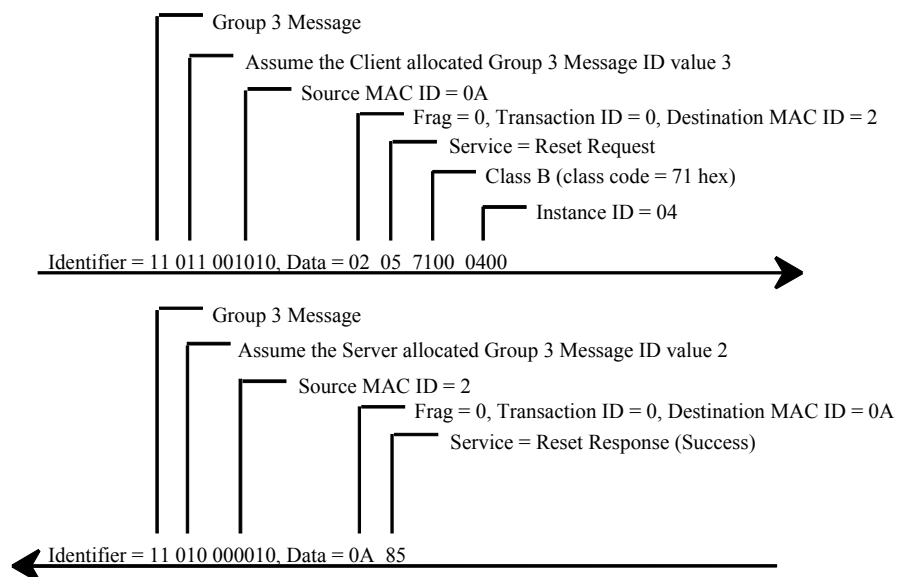 Group 3 Message
Assume the Client allocated Group 3 Message ID value 3
Source MAC ID = 0A
Frag = 0, Transaction ID = 0, Destination MAC ID = 2
Service = Reset Request
Class B (class code = 71 hex)
Instance ID = 04
Identifier = 11 011 001010, Data = 02 05 7100 0400
Group 3 Message
Assume the Server allocated Group 3 Message ID value 2
Source MAC ID = 2
Frag = 0, Transaction ID = 0, Destination MAC ID = 0A
Service = Reset Response (Success)
Identifier = 11 010 000010, Data = 0A 85